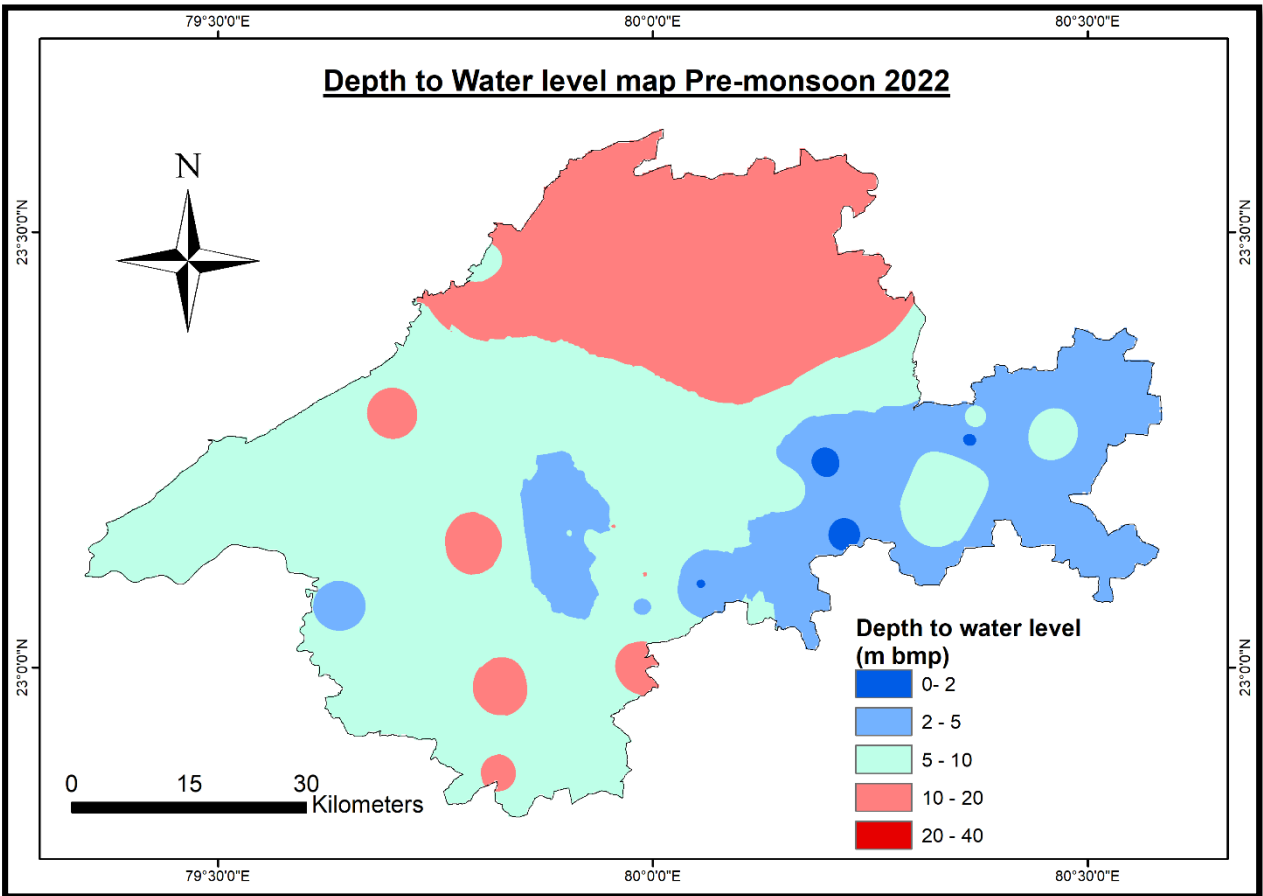 79°30'0"E 80°0'0"E 80°30'0"E
Depth to Water level map Pre-monsoon 2022
N
23°30'0"N 23°30'0"N
23°0'0"N 23°0'0"N
Depth to water level
(m bmp)
0- 2
2 - 5
5 - 10
10 - 20
20 - 40
0 15 30
Kilometers
79°30'0"E 80°0'0"E 80°30'0"E